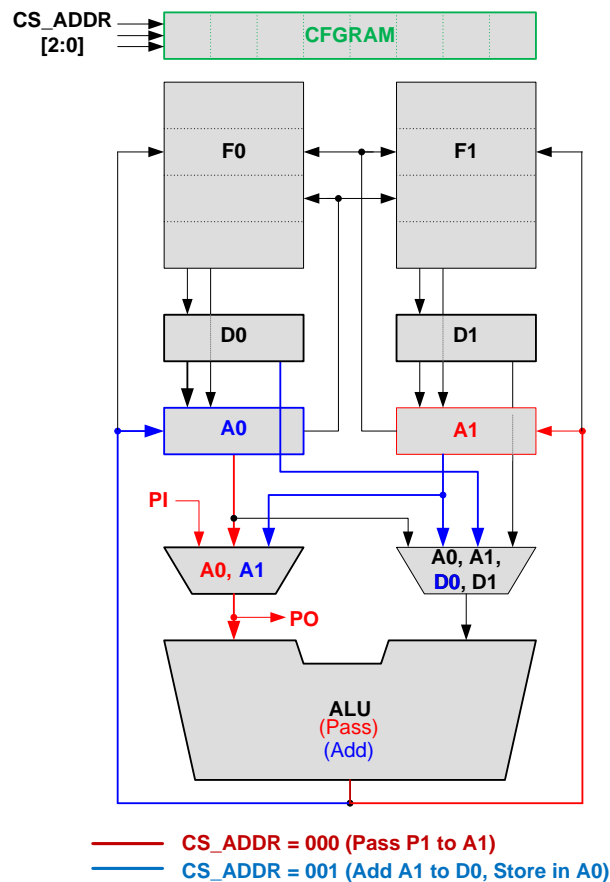 CS_ADDR
[2:0]
CFGRAM
F0
F1
D0
D1
A0
A1
PI
A0, A1
A0, A1,
D0, D1
PO
ALU
(Pass)
(Add)
CS_ADDR = 000 (Pass P1 to A1)
CS_ADDR = 001 (Add A1 to D0, Store in A0)